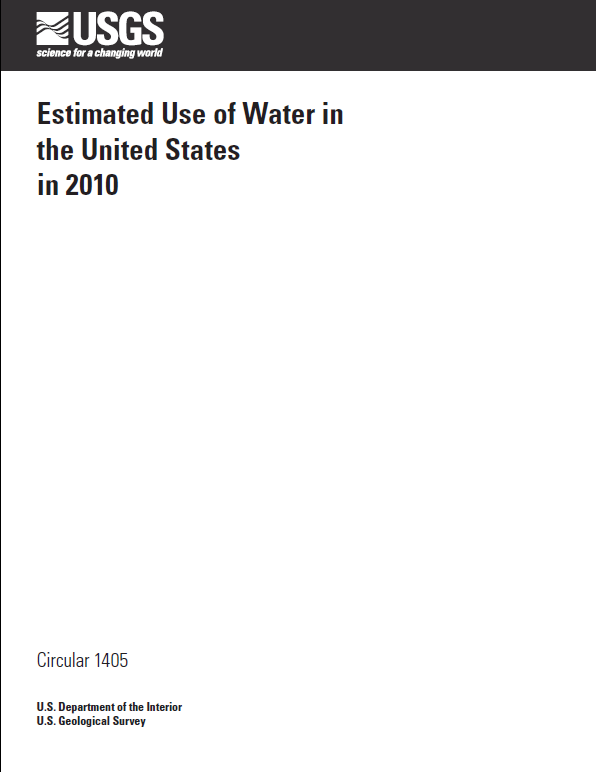 USGS
science for a changing world
Estimated Use of Water in
the United States
in 2010
Circular 1405
U.S. Department of the Interior
U.S. Geological Survey